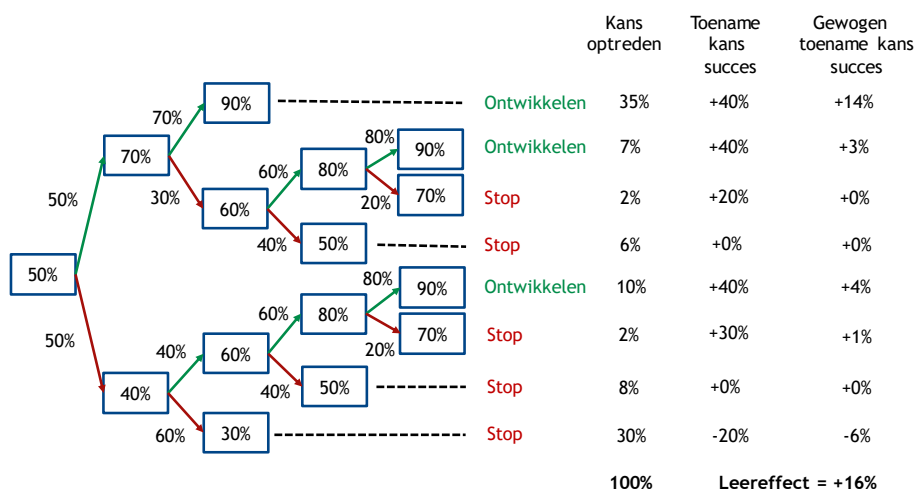 Kans optreden
Toename kans succes
Gewogen toename kans succes
70%
90%
Ontwikkelen 35% +40% +14%
50%
70%
30%
60%
60%
80%
80%
90%
Ontwikkelen 7% +40% +3%
20%
70%
Stop 2% +20% +0%
40%
50%
Stop 6% +0% +0%
50%
50%
40%
40%
60%
60%
80%
80%
90%
Ontwikkelen 10% +40% +4%
20%
70%
Stop 2% +30% +1%
40%
50%
Stop 8% +0% +0%
60%
30%
Stop 30% -20% -6%
100% Leereffect = +16%